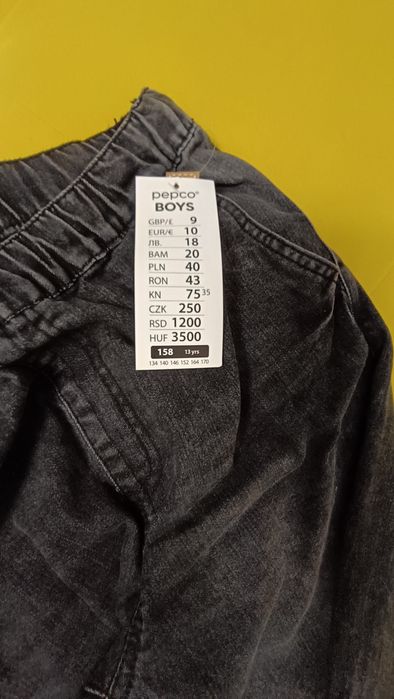 pepco®
BOYS
GBP/£ 9
EUR/€ 10
ЛВ. 18
BAM 20
PLN 40
RON 43
KN 75 35
CZK 250
RSD 1200
HUF 3500
158 13 yrs
134 140 146 152 164 170